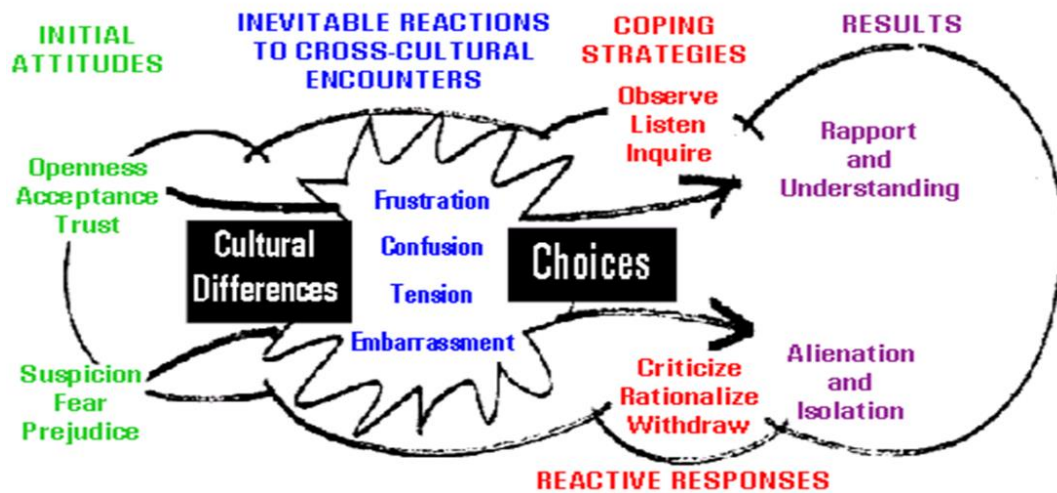 INITIAL
ATTITUDES
INEVITABLE REACTIONS
TO CROSS-CULTURAL
ENCOUNTERS
COPING
STRATEGIES
RESULTS
Observe
Listen
Inquire
Openness
Acceptance
Trust
Rapport
and
Understanding
Frustration
Confusion
Tension
Embarrassment
Cultural
Differences
Choices
Suspicion
Fear
Prejudice
Criticize
Rationalize
Withdraw
Alienation
and
Isolation
REACTIVE RESPONSES